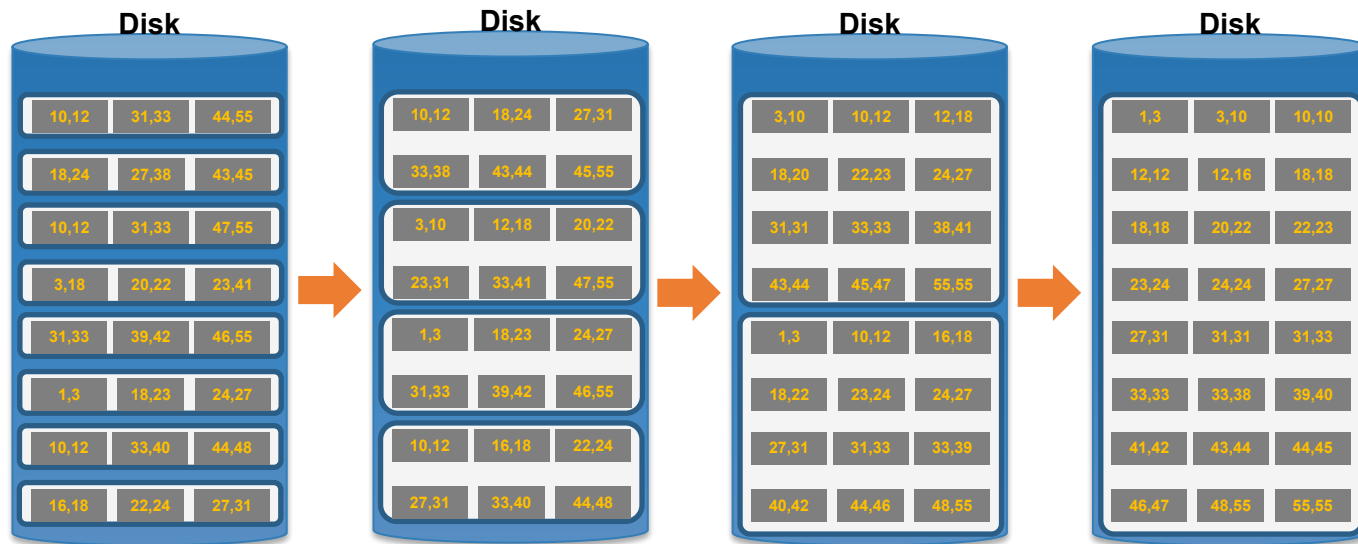 Disk
10,12 31,33 44,55
18,24 27,38 43,45
10,12 31,33 47,55
3,18 20,22 23,41
31,33 39,42 46,55
1,3 18,23 24,27
10,12 33,40 44,48
16,18 22,24 27,31
Disk
10,12 18,24 27,31
33,38 43,44 45,55
3,10 12,18 20,22
23,31 33,41 47,55
1,3 18,23 24,27
31,33 39,42 46,55
10,12 16,18 22,24
27,31 33,40 44,48
Disk
3,10 10,12 12,18
18,20 22,23 24,27
31,31 33,33 38,41
43,44 45,47 55,55
1,3 10,12 16,18
18,22 23,24 24,27
27,31 31,33 33,39
40,42 44,46 48,55
Disk
1,3 3,10 10,10
12,12 12,16 18,18
18,18 20,22 22,23
23,24 24,24 27,27
27,31 31,31 31,33
33,33 33,38 39,40
41,42 43,44 44,45
46,47 48,55 55,55